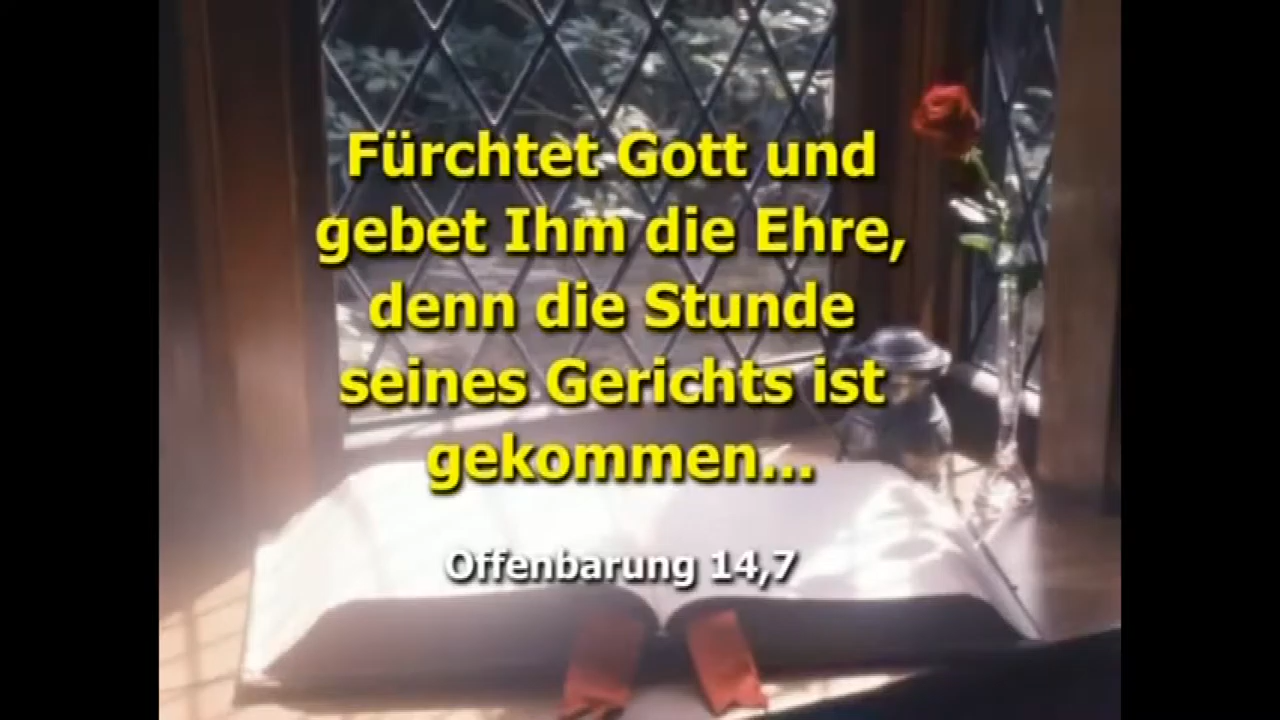 Fürchtet Gott und
gebet Ihm die Ehre,
denn die Stunde
seines Gerichts ist
gekommen...
Offenbarung 14,7